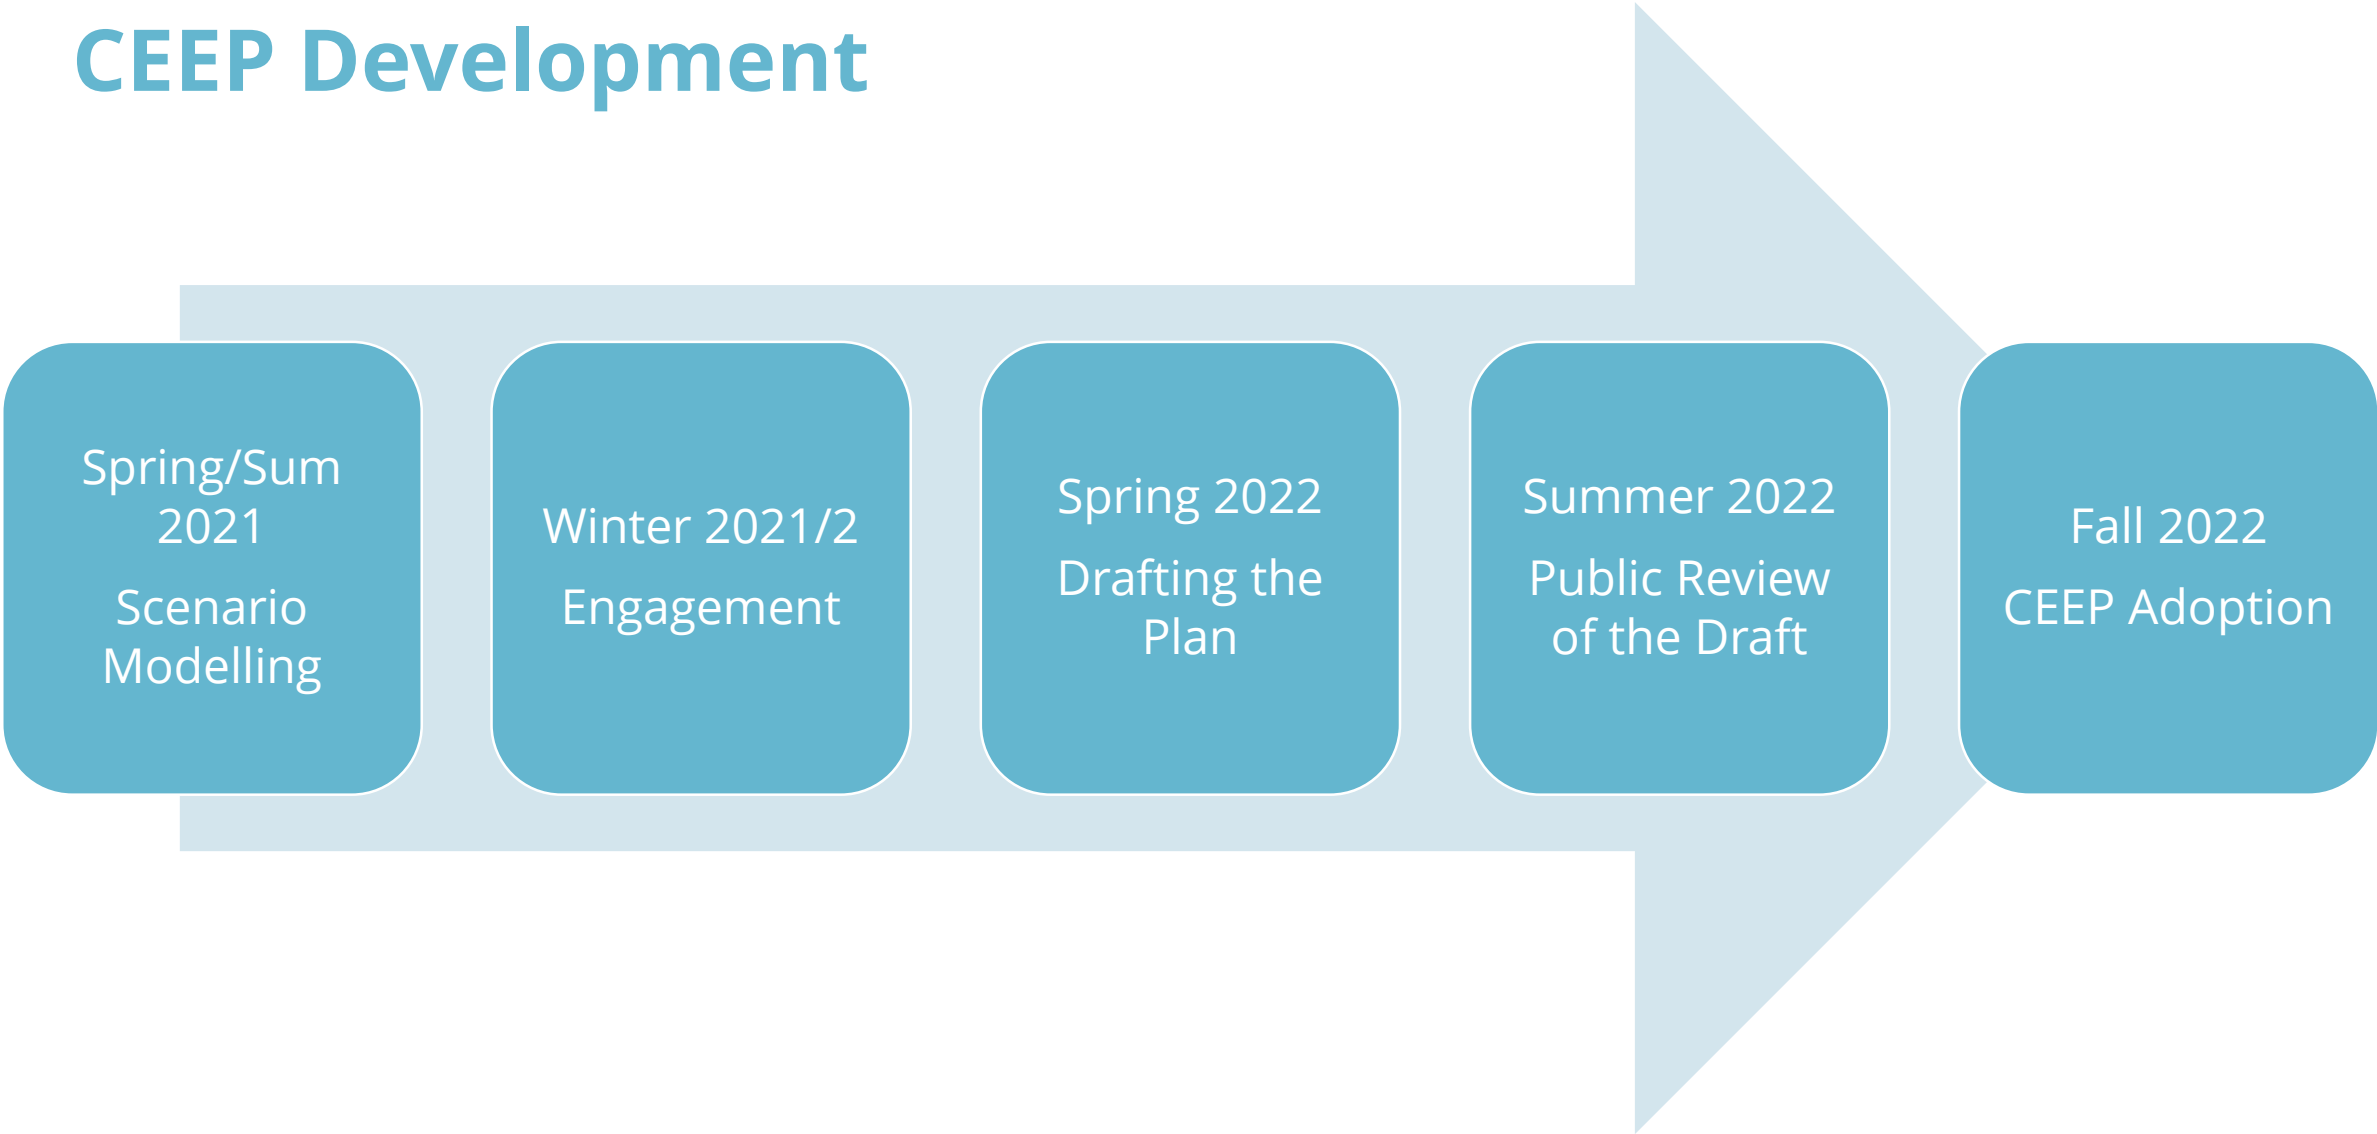 CEEP Development
Spring/Sum
2021
Scenario
Modelling
Winter 2021/2
Engagement
Spring 2022
Drafting the
Plan
Summer 2022
Public Review
of the Draft
Fall 2022
CEEP Adoption